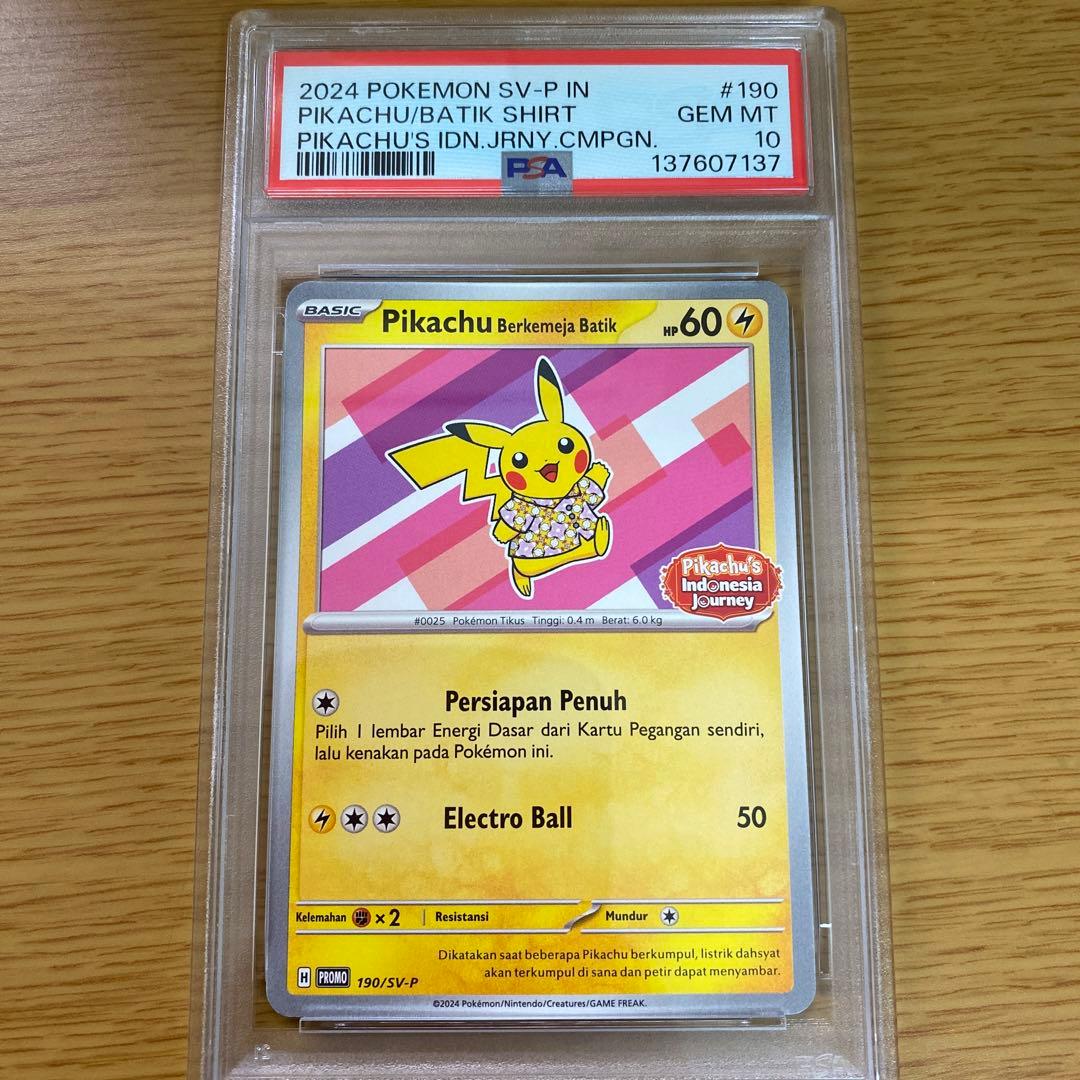 2024 POKEMON SV-P IN #190
PIKACHU/BATIK SHIRT GEM MT
PIKACHU'S IDN.JRNY.CMPGN. 10
PSA 137607137
BASIC Pikachu Berkemeja Batik HP 60
Pikachu's
Indonesia
Journey
#0025 Pokémon Tikus Tinggi: 0.4 m Berat: 6.0 kg
Persiapan Penuh
Pilih 1 lembar Energi Dasar dari Kartu Pegangan sendiri,
lalu kenakan pada Pokémon ini.
Electro Ball 50
Kelemahan ×2 Resistansi Mundur
Dikatakan saat beberapa Pikachu berkumpul, listrik dahsyat
akan terkumpul di sana dan petir dapat menyambar.
H PROMO 190/SV-P
©2024 Pokémon/Nintendo/Creatures/GAME FREAK.